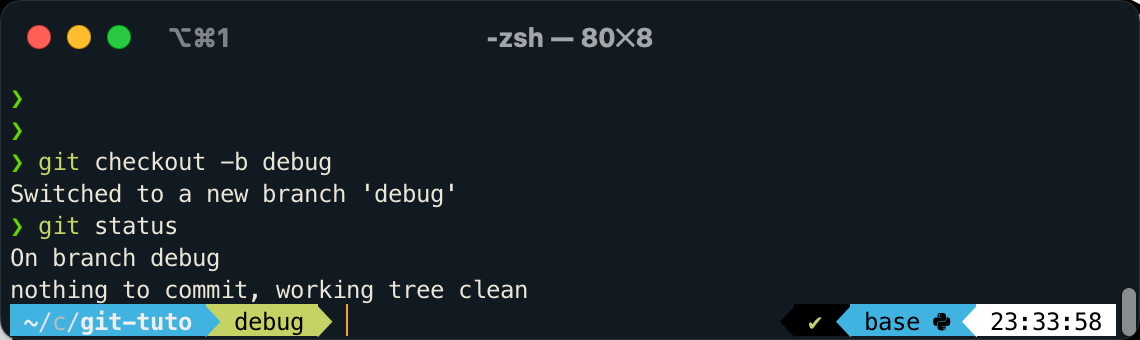 ⌥⌘1 -zsh — 80×8
❯
❯
❯ git checkout -b debug
Switched to a new branch 'debug'
❯ git status
On branch debug
nothing to commit, working tree clean
~/c/git-tuto debug ✔ base 23:33:58